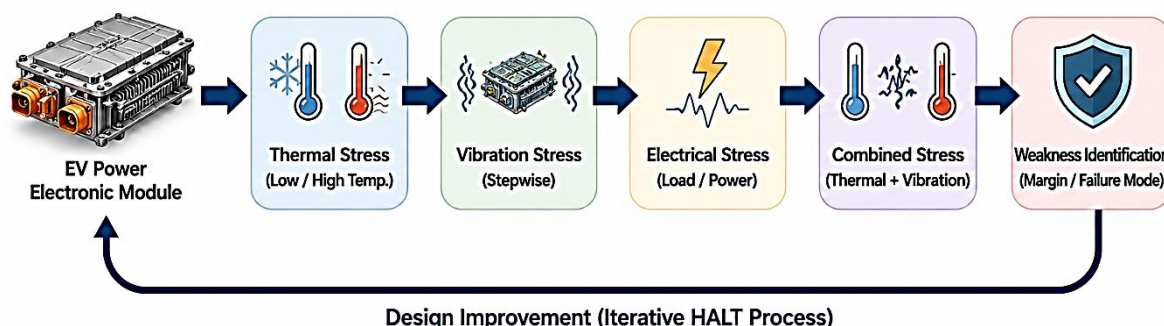 EV Power
Electronic Module
Thermal Stress
(Low / High Temp.)
Vibration Stress
(Stepwise)
Electrical Stress
(Load / Power)
Combined Stress
(Thermal + Vibration)
Weakness Identification
(Margin / Failure Mode)
Design Improvement (Iterative HALT Process)